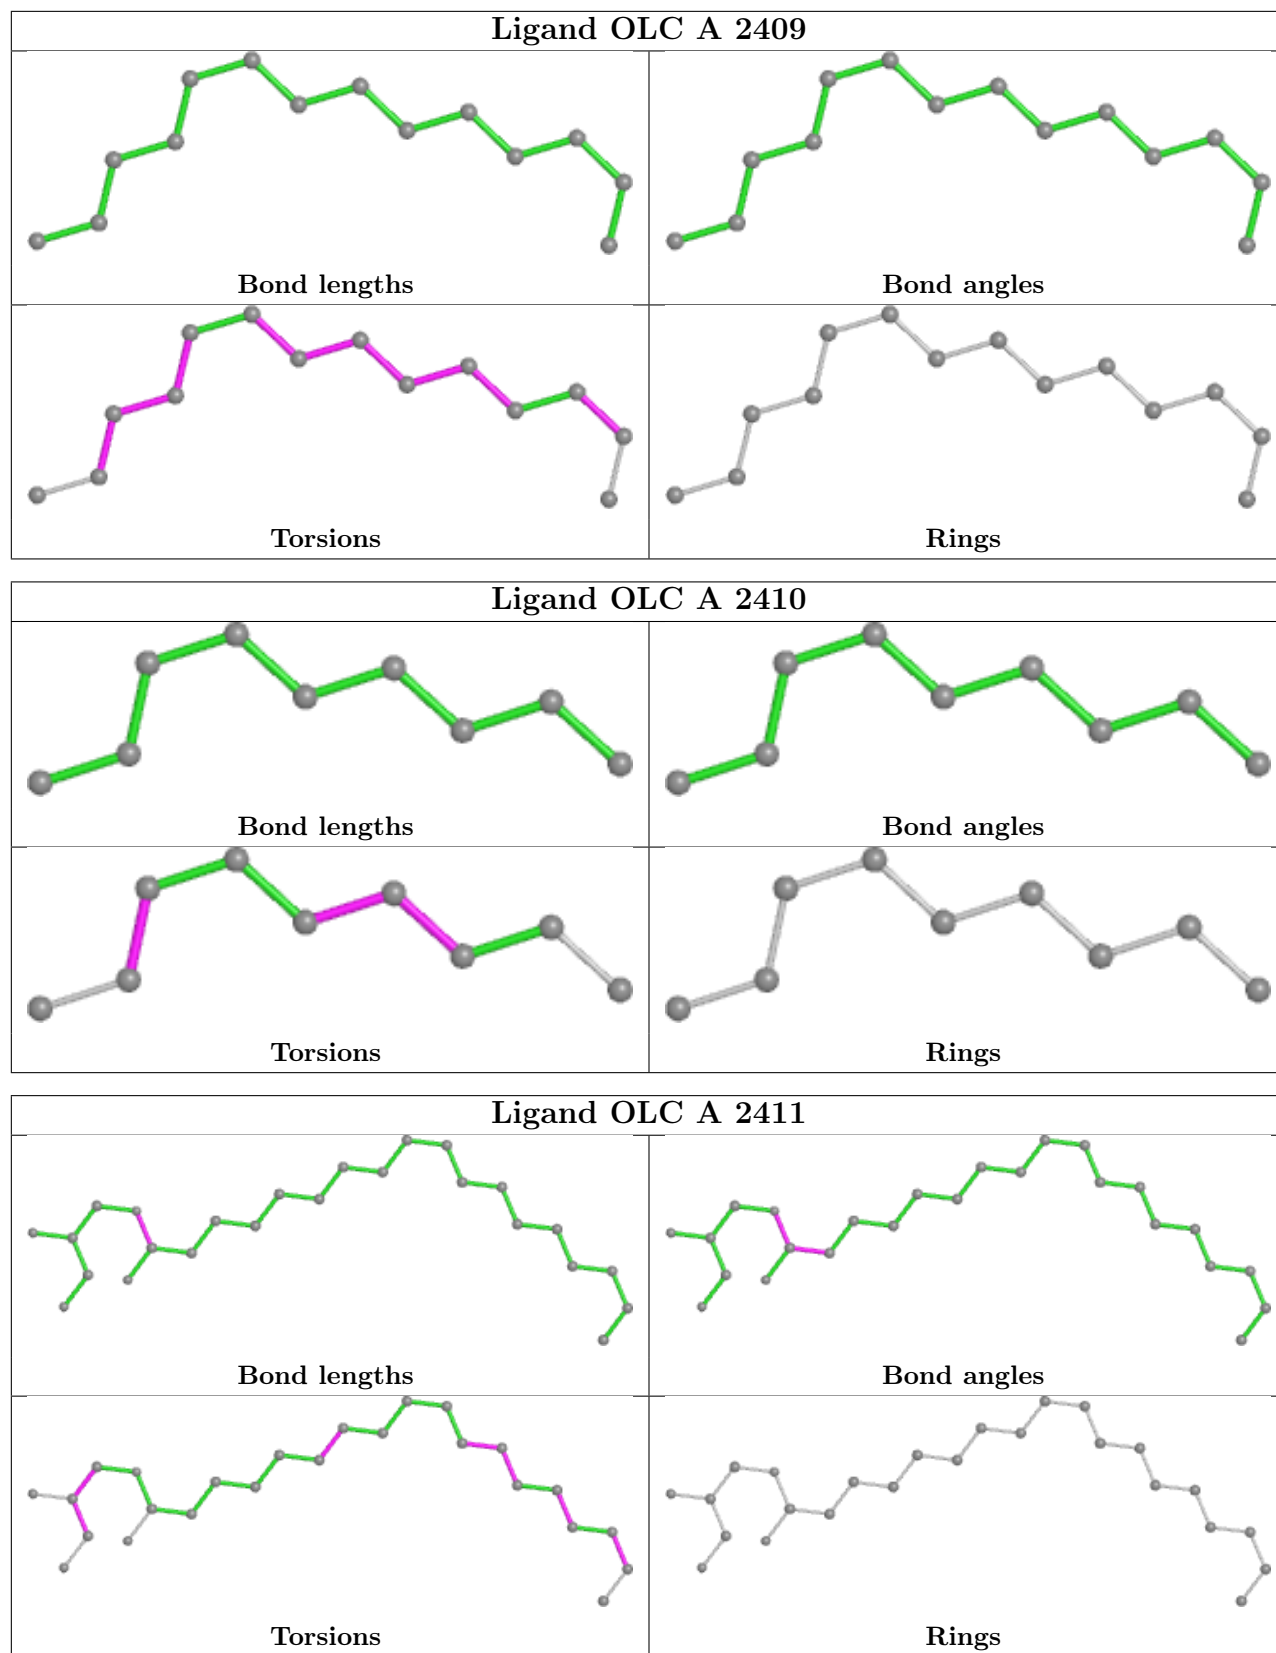 Ligand OLC A 2409
Bond lengths
Bond angles
Torsions
Rings
Ligand OLC A 2410
Bond lengths
Bond angles
Torsions
Rings
Ligand OLC A 2411
Bond lengths
Bond angles
Torsions
Rings